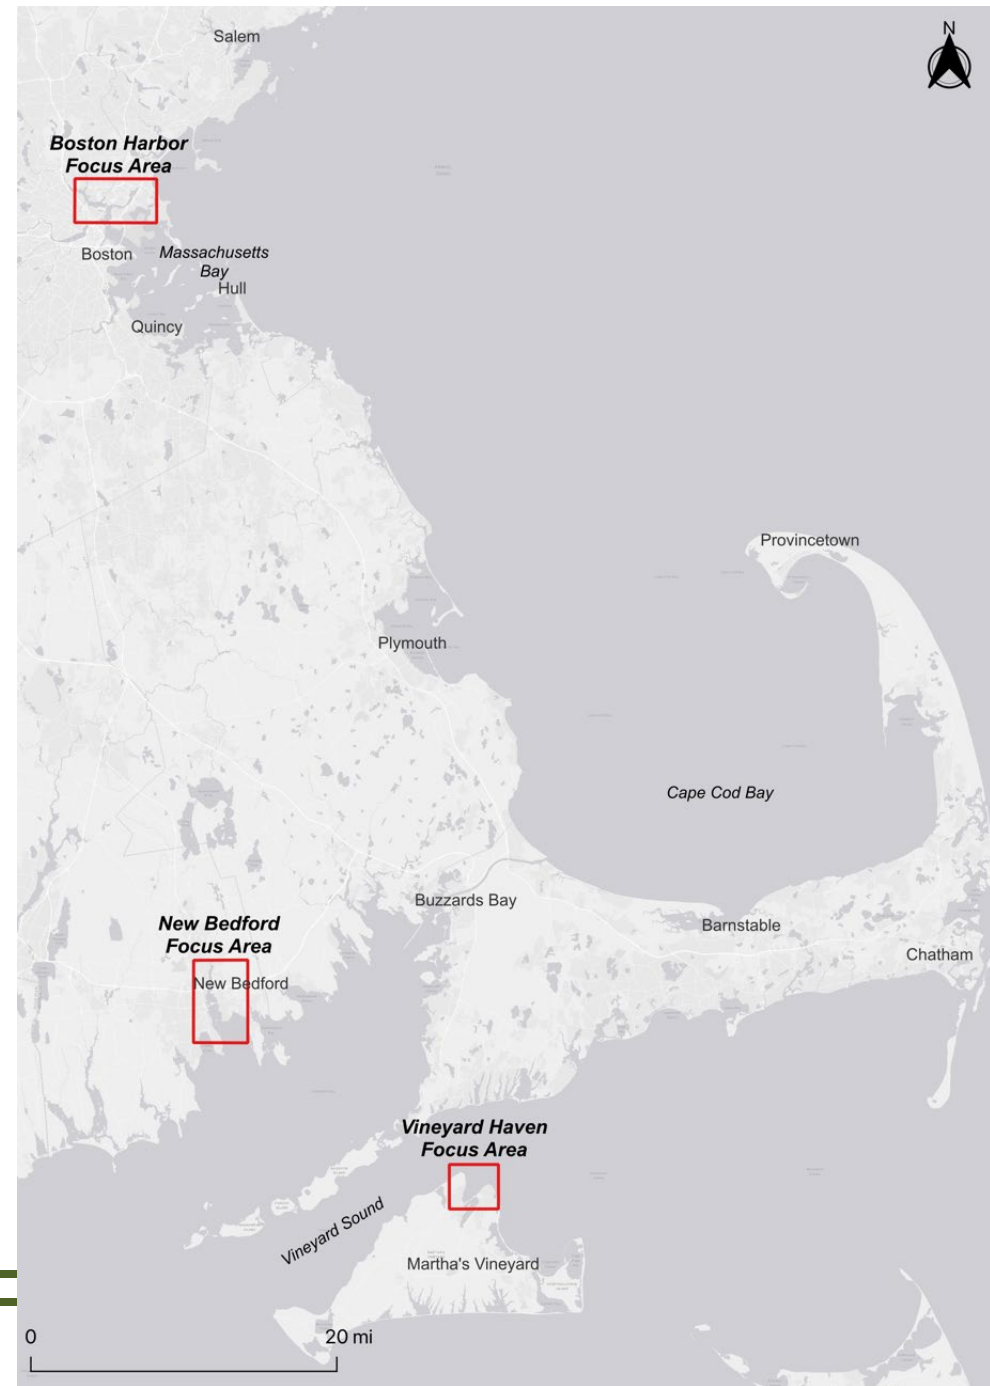 N
Salem
Boston Harbor
Focus Area
Boston
Massachusetts
Bay
Hull
Quincy
Provincetown
Plymouth
Cape Cod Bay
Buzzards Bay
Barnstable
Chatham
New Bedford
Focus Area
New Bedford
Vineyard Haven
Focus Area
Vineyard Sound
Martha's Vineyard
0
20 mi